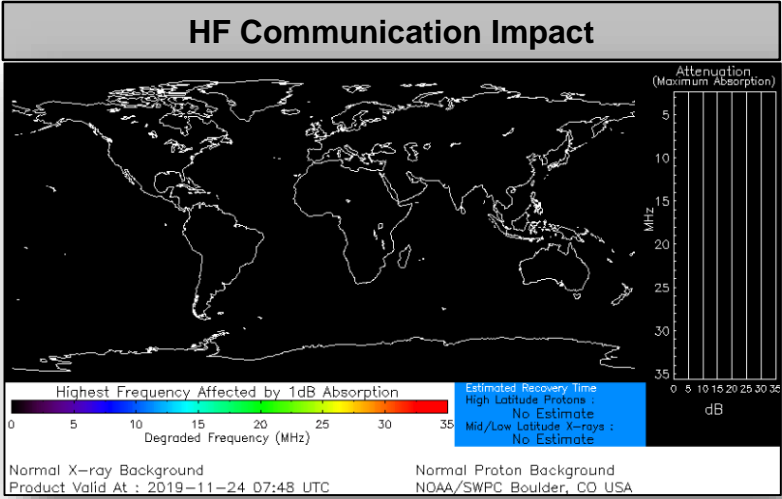 HF Communication Impact
Attenuation
(Maximum Absorption)
5
10
15
20
25
30
35
MHz
0 5 10 15 20 25 30 35
dB
Highest Frequency Affected by 1dB Absorption
0 5 10 15 20 25 30 35
Degraded Frequency (MHz)
Estimated Recovery Time
High Latitude Protons :
No Estimate
Mid/Low Latitude X-rays :
No Estimate
Normal X-ray Background
Normal Proton Background
Product Valid At : 2019-11-24 07:48 UTC
NOAA/SWPC Boulder, CO USA